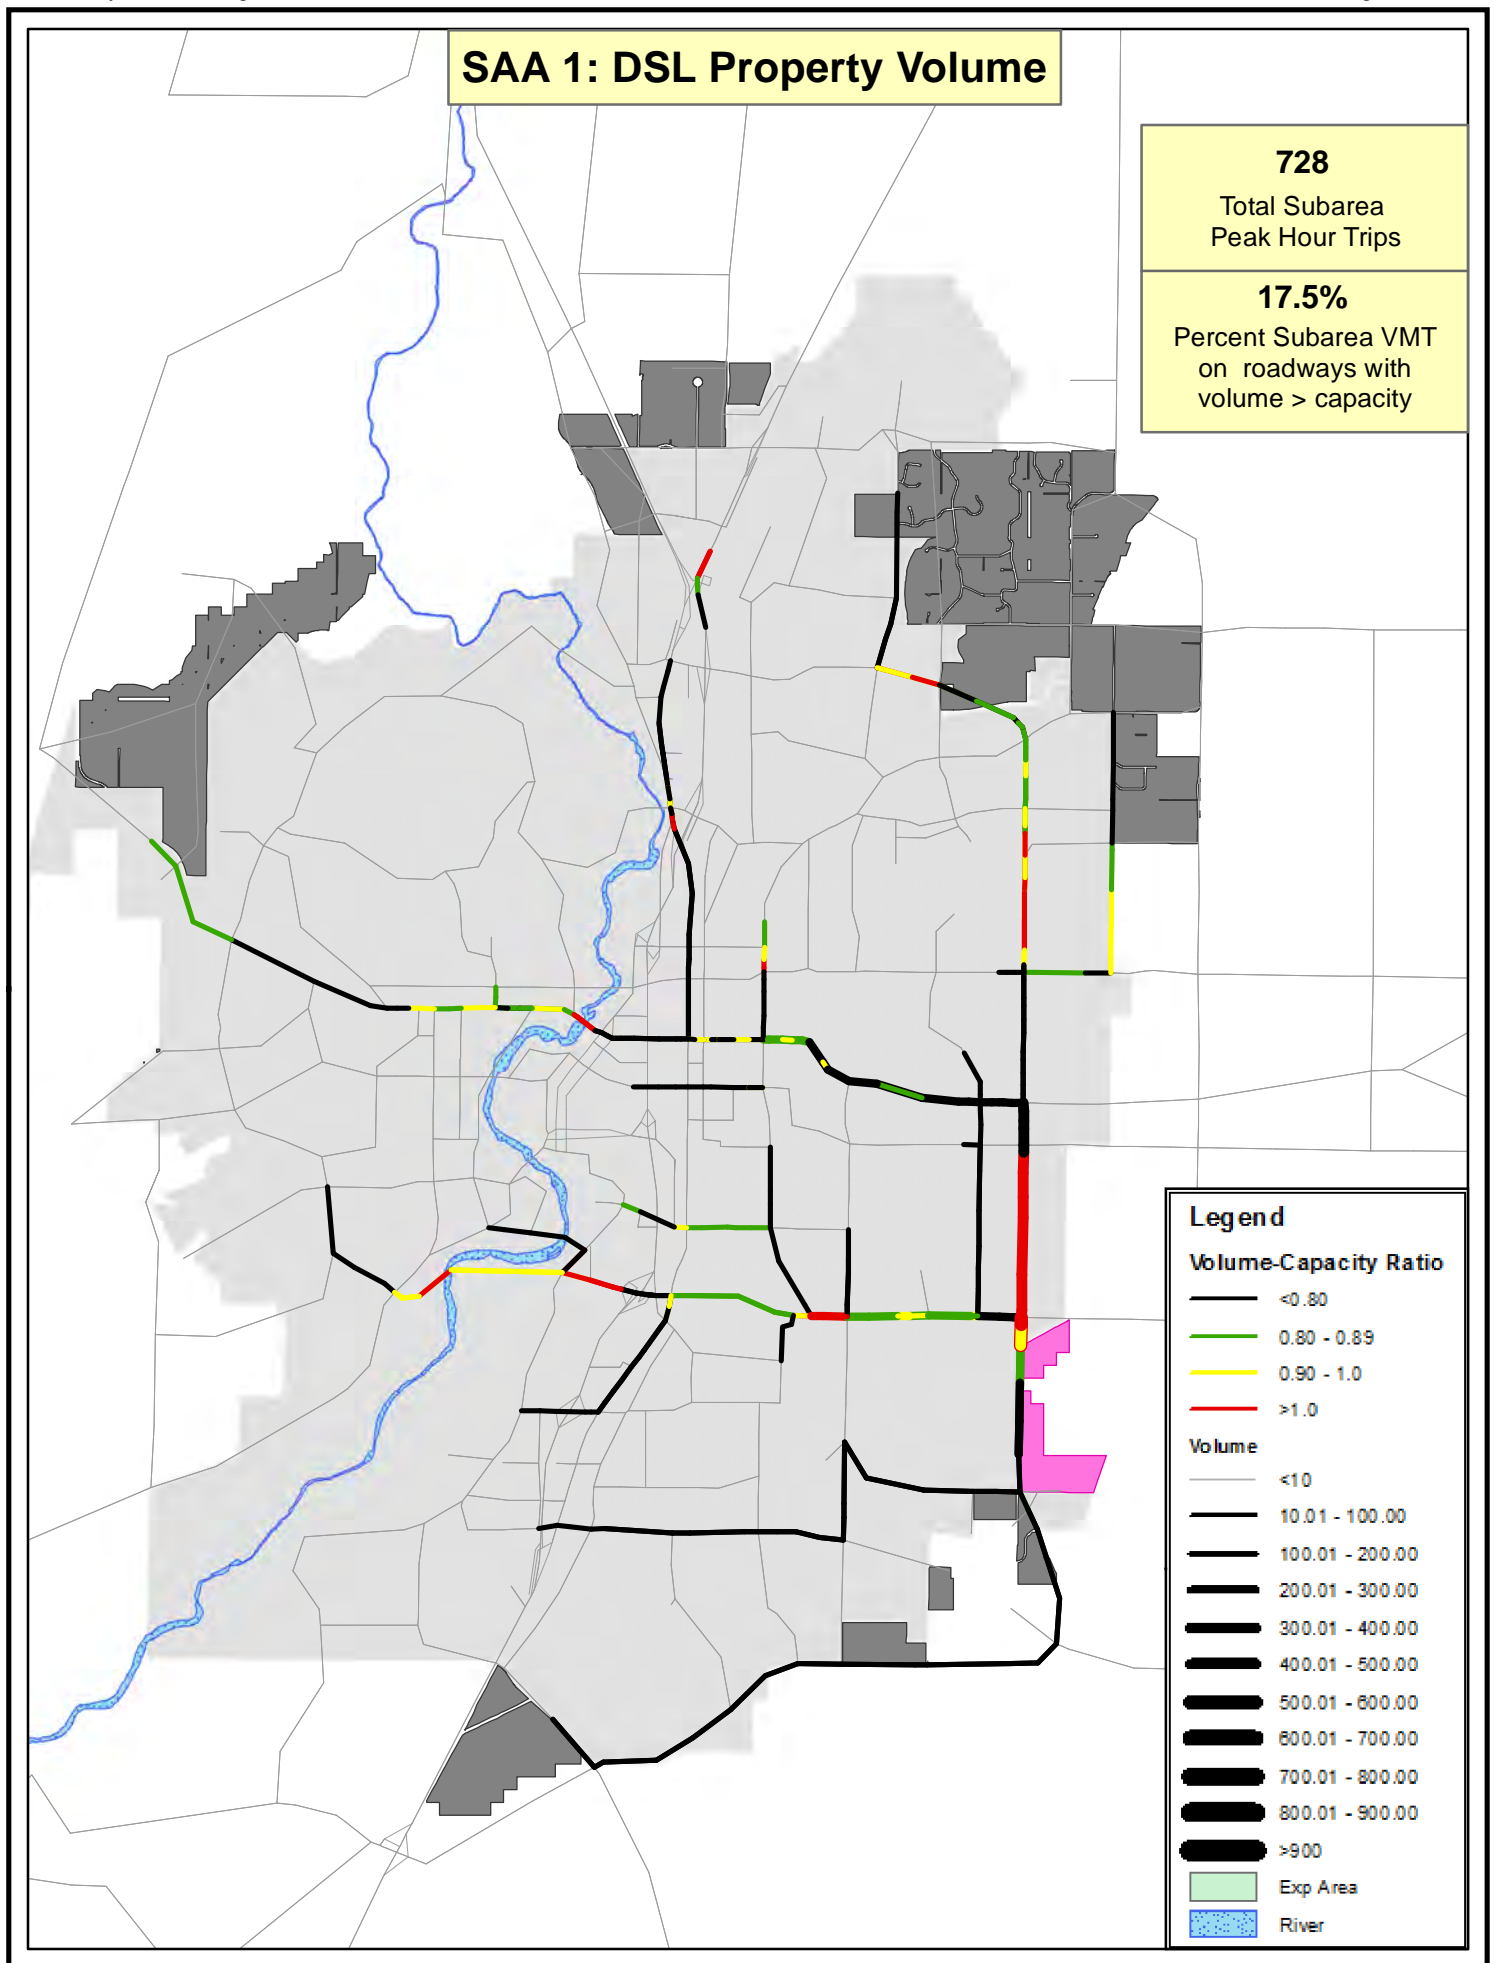 SAA 1: DSL Property Volume
728
Total Subarea
Peak Hour Trips
17.5%
Percent Subarea VMT
on roadways with
volume > capacity
Legend
Volume-Capacity Ratio
<0.80
0.80 - 0.89
0.90 - 1.0
>1.0
Volume
<10
10.01 - 100.00
100.01 - 200.00
200.01 - 300.00
300.01 - 400.00
400.01 - 500.00
500.01 - 600.00
600.01 - 700.00
700.01 - 800.00
800.01 - 900.00
>900
Exp Area
River